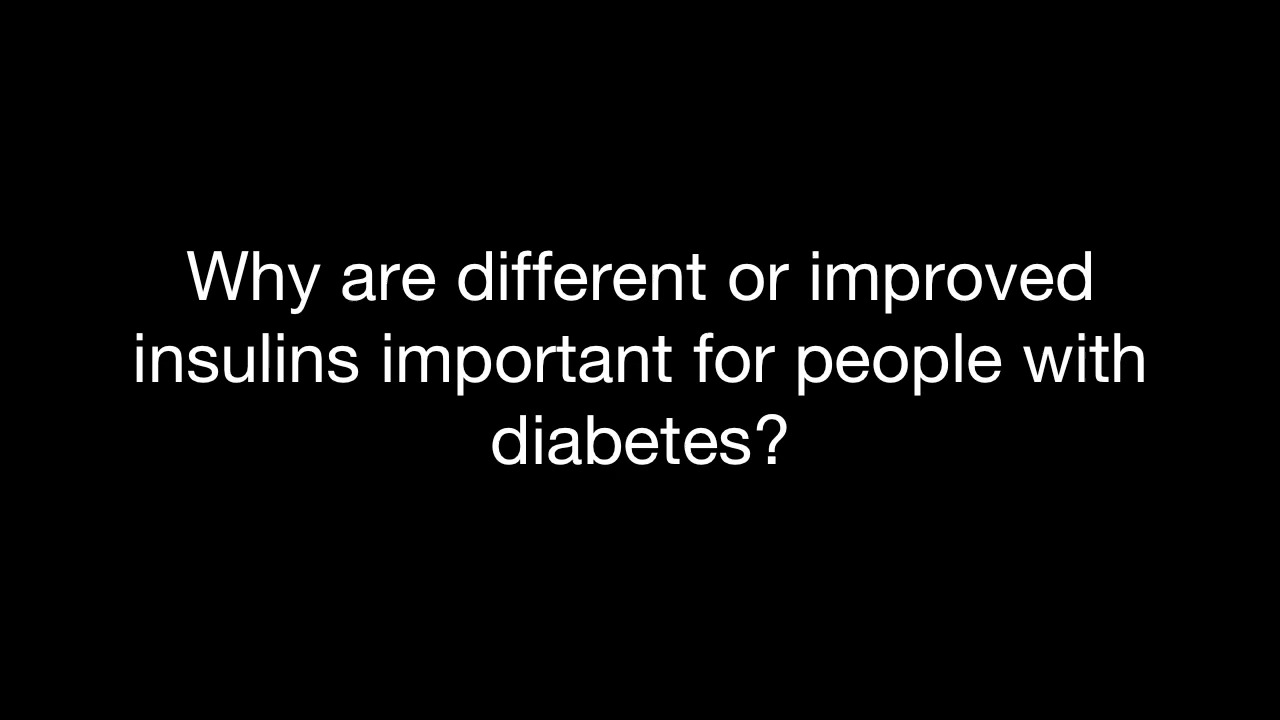 Why are different or improved
insulins important for people with
diabetes?